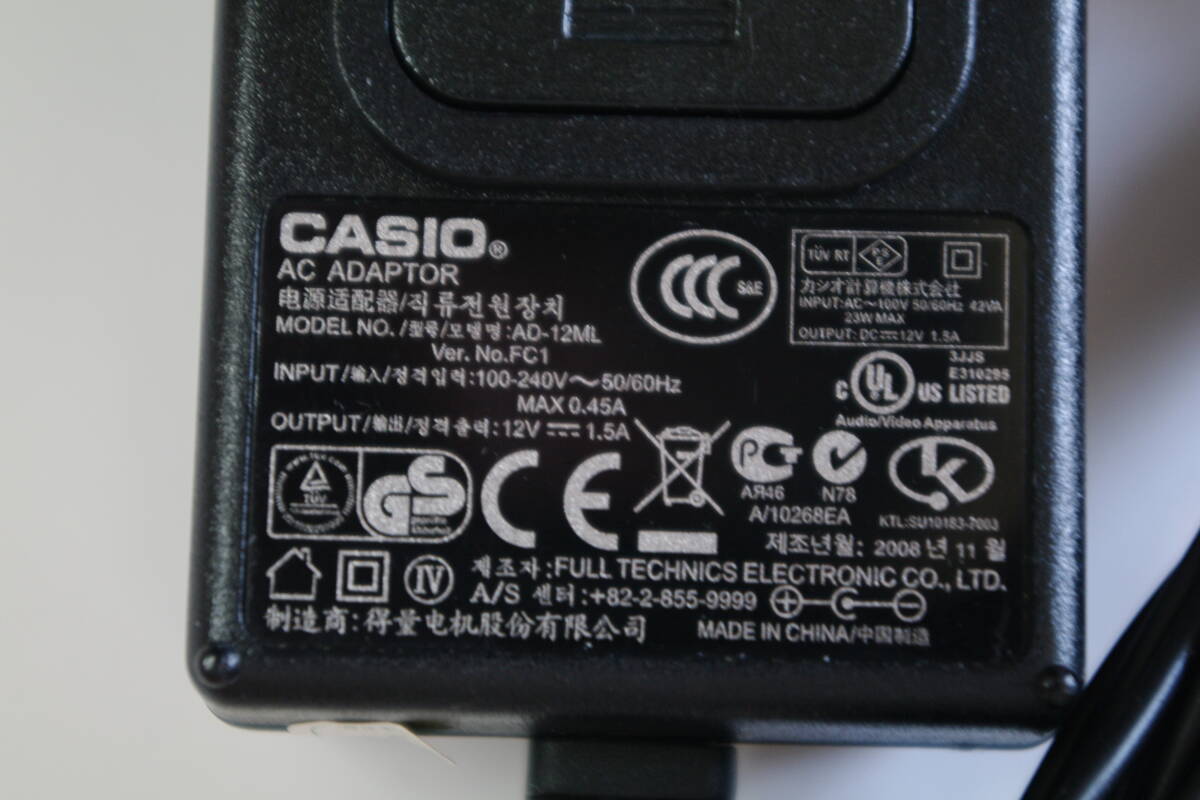 CASIO®
AC ADAPTOR
电源适配器/직류전원장치
MODEL NO./型号/모델명:AD-12ML
Ver. No.FC1
INPUT/输入/정격입력:100-240V～50/60Hz
MAX 0.45A
OUTPUT/输出/정격출력:12V⎓1.5A
CCC S&E
TÜV RT PSE
カシオ計算機株式会社
INPUT:AC～100V 50/60Hz 42VA
23W MAX
OUTPUT:DC⎓12V 1.5A
3JJS
E310295
C UL US LISTED
Audio/Video Apparatus
TÜV GS CE
AЯ46 N78
A/10268EA
KTL:SU10183-2003
제조년월: 2008 년 11 월
IV
제조자:FULL TECHNICS ELECTRONIC CO., LTD.
A/S 센터:+82-2-855-9999
制造商:得量电机股份有限公司
MADE IN CHINA/中国制造